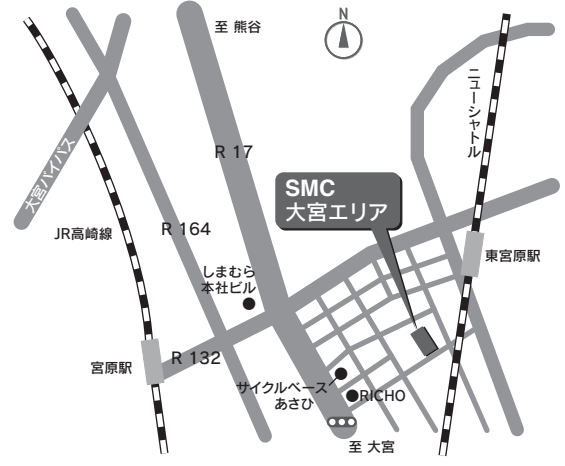 至 熊谷
N
ニューシャトル
R 17
大宮バイパス
SMC
大宮エリア
JR高崎線
R 164
しまむら
本社ビル
東宮原駅
宮原駅
R 132
サイクルベース
あさひ
RICHO
至 大宮